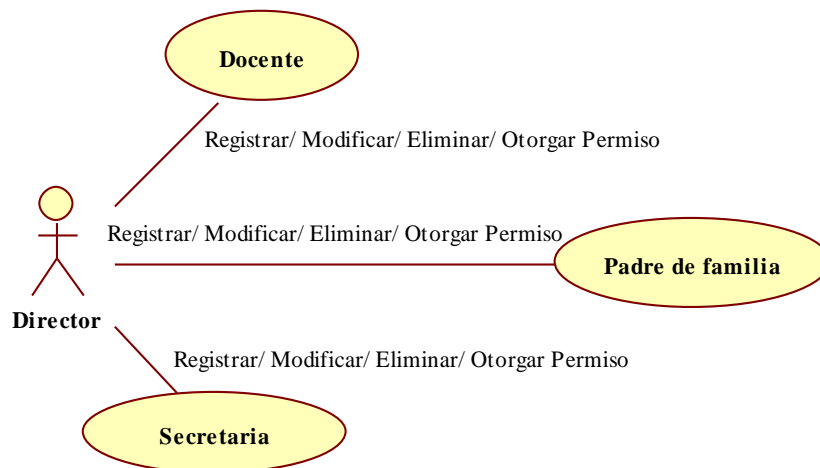 Docente
Registrar/ Modificar/ Eliminar/ Otorgar Permiso
Registrar/ Modificar/ Eliminar/ Otorgar Permiso
Padre de familia
Director
Registrar/ Modificar/ Eliminar/ Otorgar Permiso
Secretaria